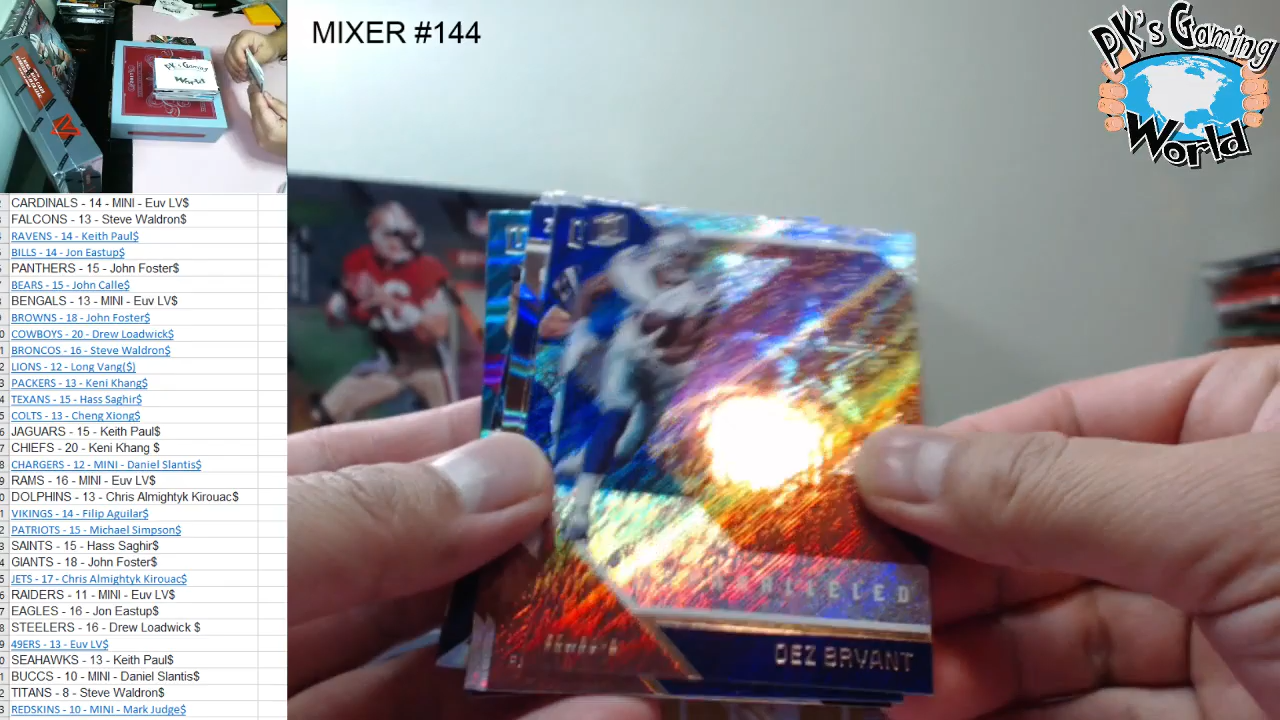 MIXER #144
PK's Gaming
World
CARDINALS - 14 - MINI - Euv LV$
FALCONS - 13 - Steve Waldron$
RAVENS - 14 - Keith Paul$
BILLS - 14 - Jon Eastup$
PANTHERS - 15 - John Foster$
BEARS - 15 - John Calle$
BENGALS - 13 - MINI - Euv LV$
BROWNS - 18 - John Foster$
COWBOYS - 20 - Drew Loadwick$
BRONCOS - 16 - Steve Waldron$
LIONS - 12 - Long Vang($)
PACKERS - 13 - Keni Khang$
TEXANS - 15 - Hass Saghir$
COLTS - 13 - Cheng Xiong$
JAGUARS - 15 - Keith Paul$
CHIEFS - 20 - Keni Khang $
CHARGERS - 12 - MINI - Daniel Slantis$
RAMS - 16 - MINI - Euv LV$
DOLPHINS - 13 - Chris Almightyk Kirouac$
VIKINGS - 14 - Filip Aguilar$
PATRIOTS - 15 - Michael Simpson$
SAINTS - 15 - Hass Saghir$
GIANTS - 18 - John Foster$
JETS - 17 - Chris Almightyk Kirouac$
RAIDERS - 11 - MINI - Euv LV$
EAGLES - 16 - Jon Eastup$
STEELERS - 16 - Drew Loadwick $
49ERS - 13 - Euv LV$
SEAHAWKS - 13 - Keith Paul$
BUCCS - 10 - MINI - Daniel Slantis$
TITANS - 8 - Steve Waldron$
REDSKINS - 10 - MINI - Mark Judge$
PK's Gaming
World
DEZ BRYANT